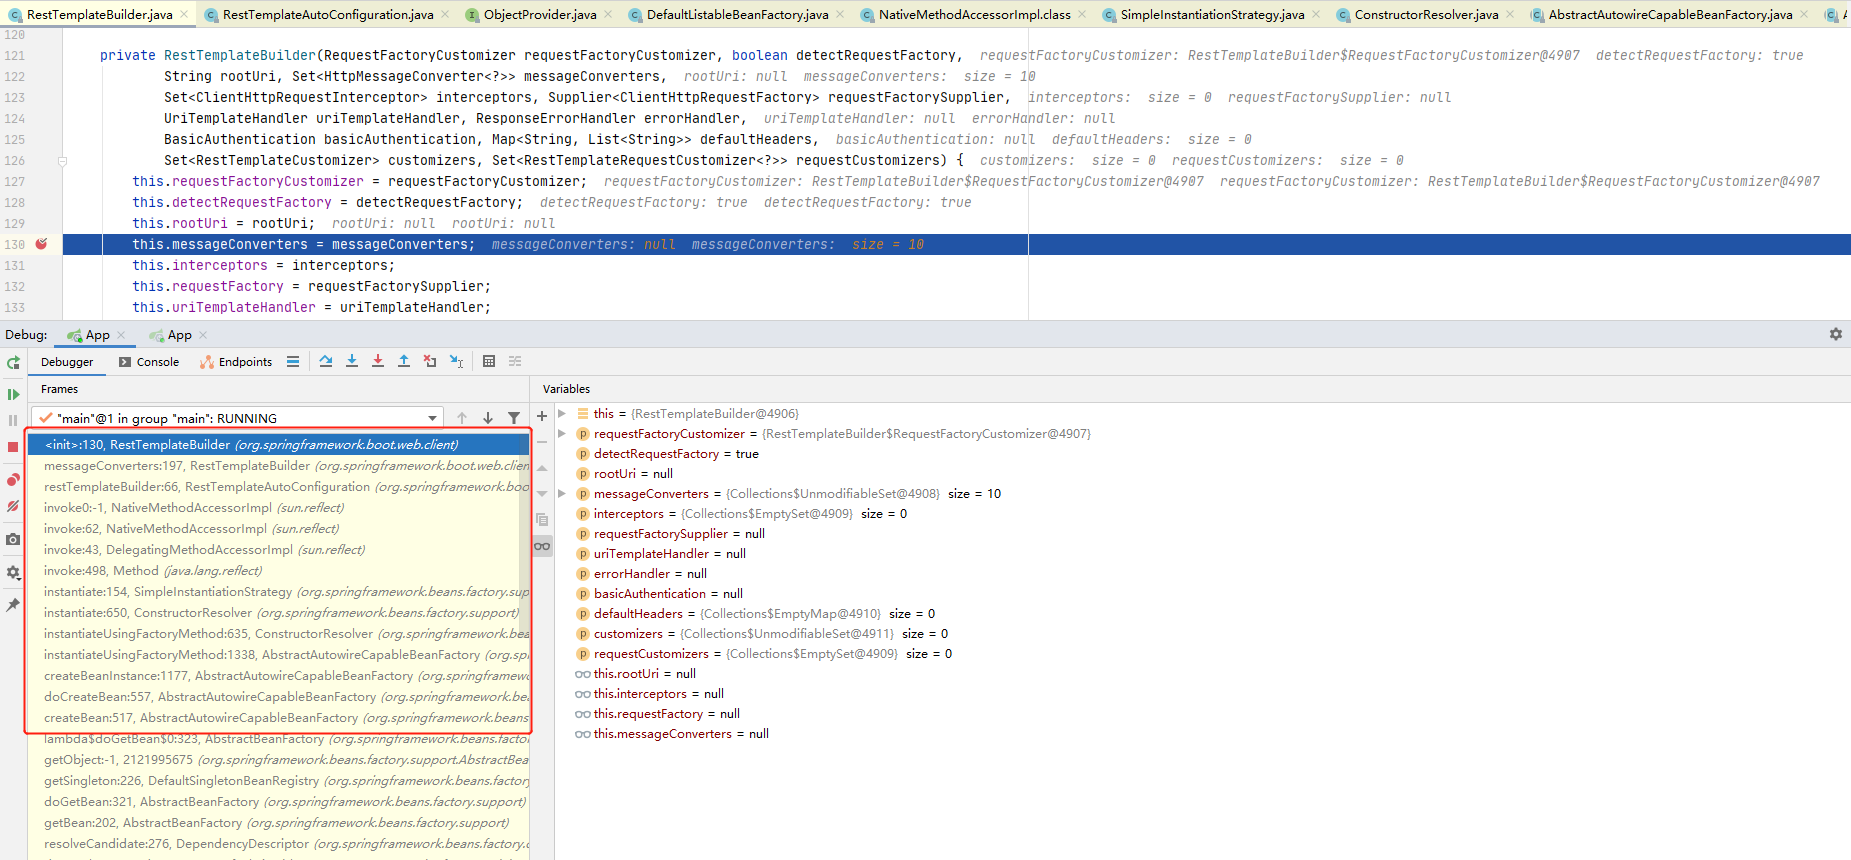 RestTemplateBuilder.java RestTemplateAutoConfiguration.java ObjectProvider.java DefaultListableBeanFactory.java NativeMethodAccessorImpl.class SimpleInstantiationStrategy.java ConstructorResolver.java AbstractAutowireCapableBeanFactory.java
120
121 private RestTemplateBuilder(RequestFactoryCustomizer requestFactoryCustomizer, boolean detectRequestFactory, requestFactoryCustomizer: RestTemplateBuilder$RequestFactoryCustomizer@4907 detectRequestFactory: true
122 String rootUri, Set<HttpMessageConverter<?>> messageConverters, rootUri: null messageConverters: size = 10
123 Set<ClientHttpRequestInterceptor> interceptors, Supplier<ClientHttpRequestFactory> requestFactorySupplier, interceptors: size = 0 requestFactorySupplier: null
124 UriTemplateHandler uriTemplateHandler, ResponseErrorHandler errorHandler, uriTemplateHandler: null errorHandler: null
125 BasicAuthentication basicAuthentication, Map<String, List<String>> defaultHeaders, basicAuthentication: null defaultHeaders: size = 0
126 Set<RestTemplateCustomizer> customizers, Set<RestTemplateRequestCustomizer<?>> requestCustomizers) { customizers: size = 0 requestCustomizers: size = 0
127 this.requestFactoryCustomizer = requestFactoryCustomizer; requestFactoryCustomizer: RestTemplateBuilder$RequestFactoryCustomizer@4907 requestFactoryCustomizer: RestTemplateBuilder$RequestFactoryCustomizer@4907
128 this.detectRequestFactory = detectRequestFactory; detectRequestFactory: true detectRequestFactory: true
129 this.rootUri = rootUri; rootUri: null rootUri: null
130 this.messageConverters = messageConverters; messageConverters: null messageConverters: size = 10
131 this.interceptors = interceptors;
132 this.requestFactory = requestFactorySupplier;
133 this.uriTemplateHandler = uriTemplateHandler;
Debug: App App
Debugger Console Endpoints
Frames
"main"@1 in group "main": RUNNING
<init>:130, RestTemplateBuilder (org.springframework.boot.web.client)
messageConverters:197, RestTemplateBuilder (org.springframework.boot.web.clien
restTemplateBuilder:66, RestTemplateAutoConfiguration (org.springframework.boo
invoke0:-1, NativeMethodAccessorImpl (sun.reflect)
invoke:62, NativeMethodAccessorImpl (sun.reflect)
invoke:43, DelegatingMethodAccessorImpl (sun.reflect)
invoke:498, Method (java.lang.reflect)
instantiate:154, SimpleInstantiationStrategy (org.springframework.beans.factory.sup
instantiate:650, ConstructorResolver (org.springframework.beans.factory.support)
instantiateUsingFactoryMethod:635, ConstructorResolver (org.springframework.bea
instantiateUsingFactoryMethod:1338, AbstractAutowireCapableBeanFactory (org.sp
createBeanInstance:1177, AbstractAutowireCapableBeanFactory (org.springframew
doCreateBean:557, AbstractAutowireCapableBeanFactory (org.springframework.be
createBean:517, AbstractAutowireCapableBeanFactory (org.springframework.beans
lambda$doGetBean$0:323, AbstractBeanFactory (org.springframework.beans.factor
getObject:-1, 2121995675 (org.springframework.beans.factory.support.AbstractBea
getSingleton:226, DefaultSingletonBeanRegistry (org.springframework.beans.factory
doGetBean:321, AbstractBeanFactory (org.springframework.beans.factory.support)
getBean:202, AbstractBeanFactory (org.springframework.beans.factory.support)
resolveCandidate:276, DependencyDescriptor (org.springframework.beans.factory.c
Variables
this = {RestTemplateBuilder@4906}
requestFactoryCustomizer = {RestTemplateBuilder$RequestFactoryCustomizer@4907}
detectRequestFactory = true
rootUri = null
messageConverters = {Collections$UnmodifiableSet@4908} size = 10
interceptors = {Collections$EmptySet@4909} size = 0
requestFactorySupplier = null
uriTemplateHandler = null
errorHandler = null
basicAuthentication = null
defaultHeaders = {Collections$EmptyMap@4910} size = 0
customizers = {Collections$UnmodifiableSet@4911} size = 0
requestCustomizers = {Collections$EmptySet@4909} size = 0
this.rootUri = null
this.interceptors = null
this.requestFactory = null
this.messageConverters = null